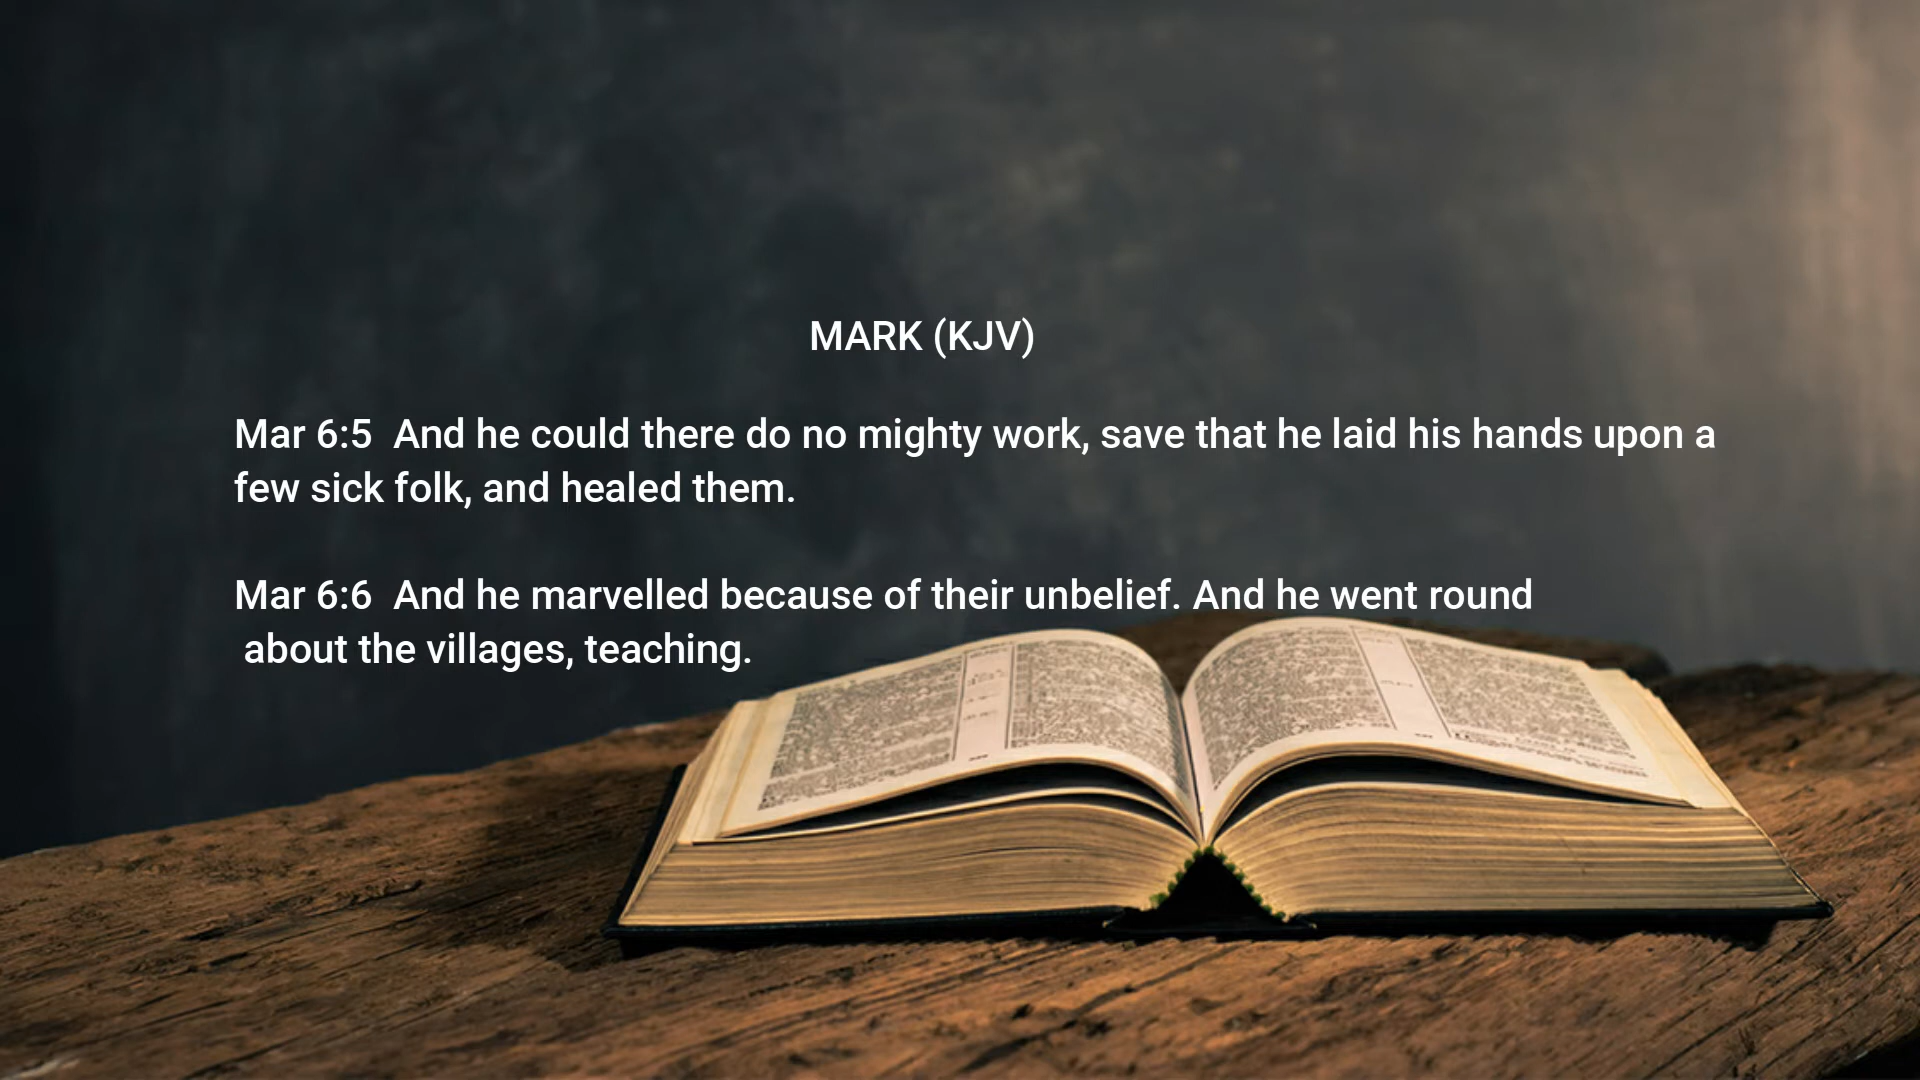 MARK (KJV)
Mar 6:5  And he could there do no mighty work, save that he laid his hands upon a
few sick folk, and healed them.
Mar 6:6  And he marvelled because of their unbelief. And he went round
about the villages, teaching.